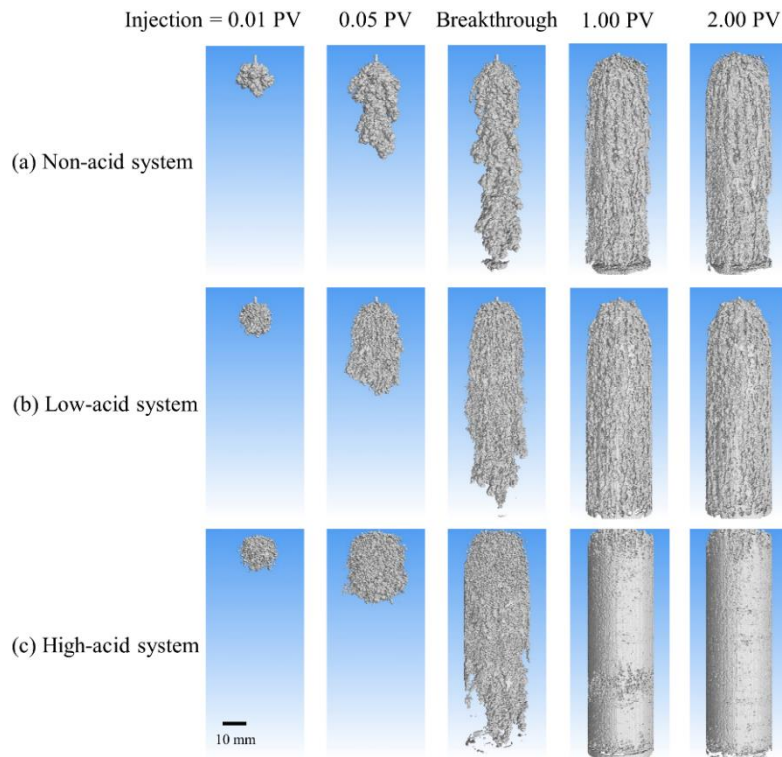 Injection = 0.01 PV 0.05 PV Breakthrough 1.00 PV 2.00 PV
(a) Non-acid system
(b) Low-acid system
(c) High-acid system
10 mm